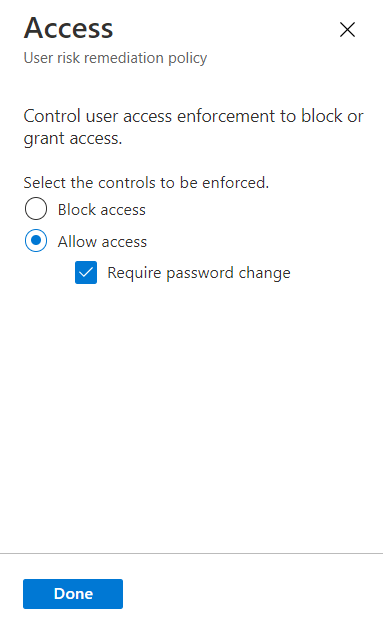 Access
User risk remediation policy
Control user access enforcement to block or
grant access.
Select the controls to be enforced.
Block access
Allow access
Require password change
Done